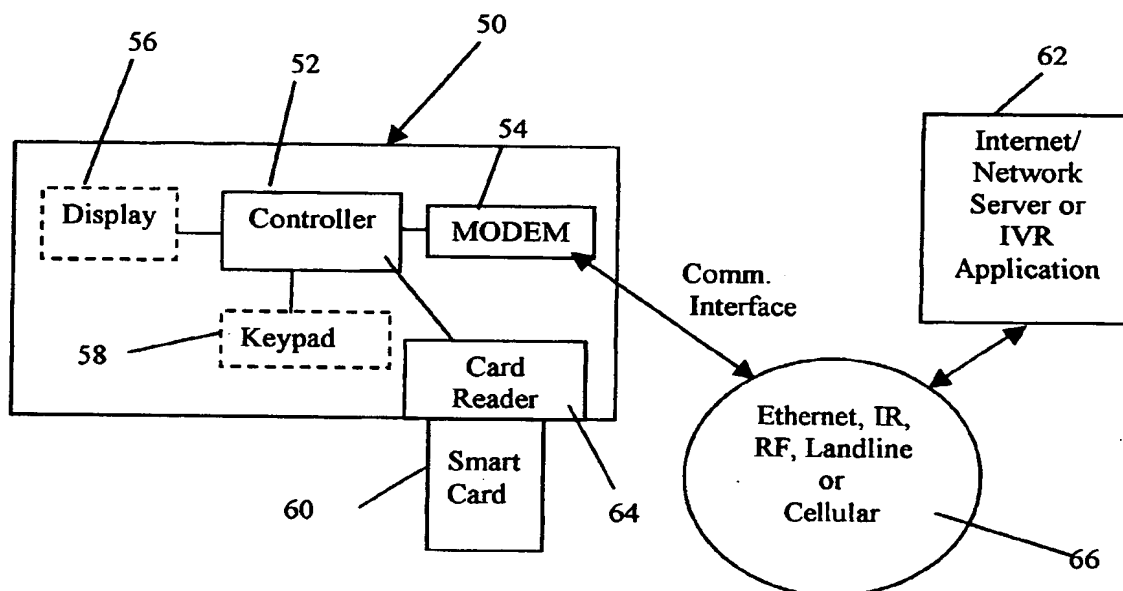 50
56
52
62
54
Internet/
Network
Server or
IVR
Application
Display
Controller
MODEM
Comm.
Interface
Keypad
58
Card
Reader
Ethernet, IR,
RF, Landline
or
Cellular
Smart
Card
60
64
66